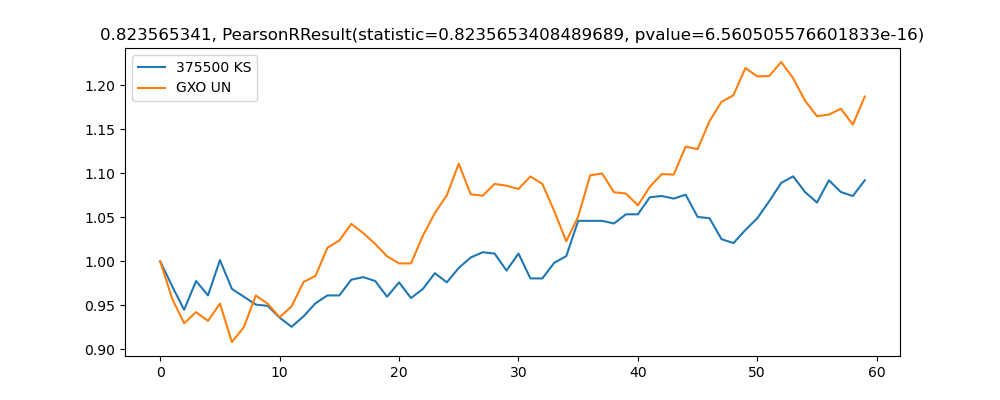 0.823565341, PearsonRResult(statistic=0.8235653408489689, pvalue=6.560505576601833e-16)
375500 KS
GXO UN
1.20
1.15
1.10
1.05
1.00
0.95
0.90
0 10 20 30 40 50 60